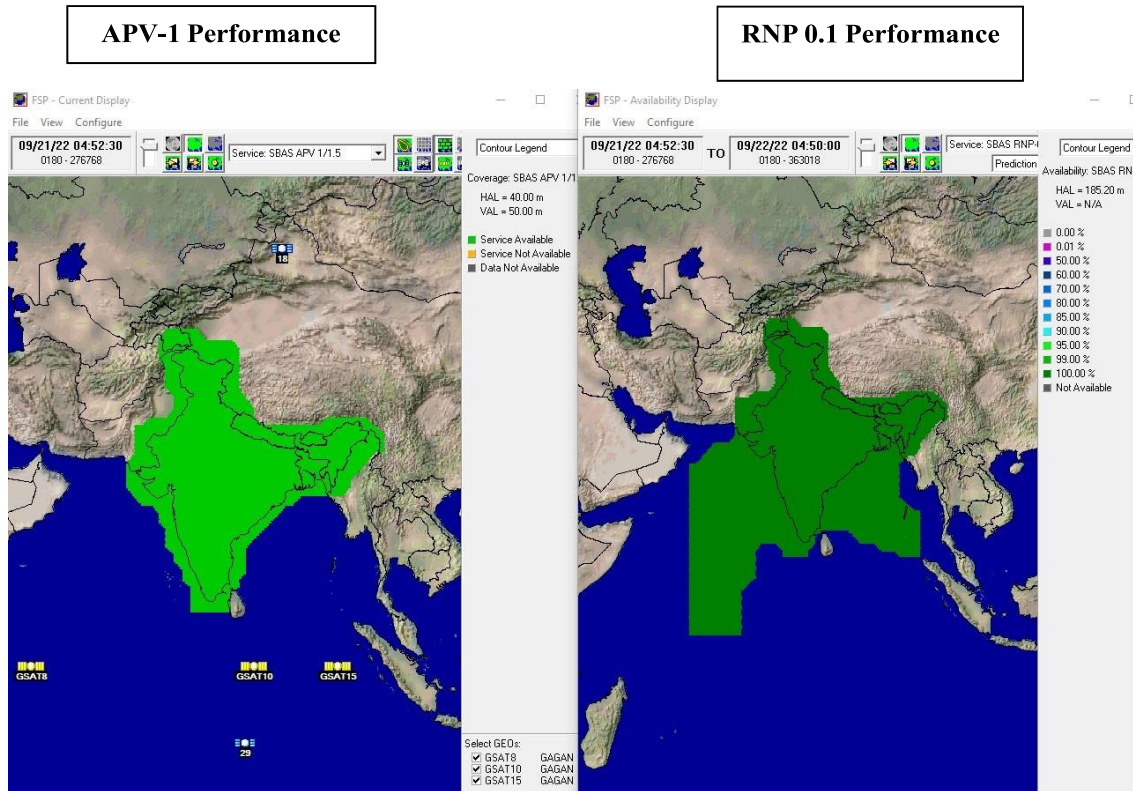 APV-1 Performance
RNP 0.1 Performance
FSP - Current Display
File View Configure
09/21/22 04:52:30
0180 - 276768
Service: SBAS APV 1/1.5
Contour Legend
Coverage: SBAS APV 1/1
HAL = 40.00 m
VAL = 50.00 m
Service Available
Service Not Available
Data Not Available
18
GSAT8
GSAT10
GSAT15
29
Select GEOs:
GSAT8 GAGAN
GSAT10 GAGAN
GSAT15 GAGAN
FSP - Availability Display
File View Configure
09/21/22 04:52:30
0180 - 276768
TO
09/22/22 04:50:00
0180 - 363018
Service: SBAS RNP-
Prediction
Contour Legend
Availability: SBAS RN
HAL = 185.20 m
VAL = N/A
0.00 %
0.01 %
50.00 %
60.00 %
70.00 %
80.00 %
85.00 %
90.00 %
95.00 %
99.00 %
100.00 %
Not Available